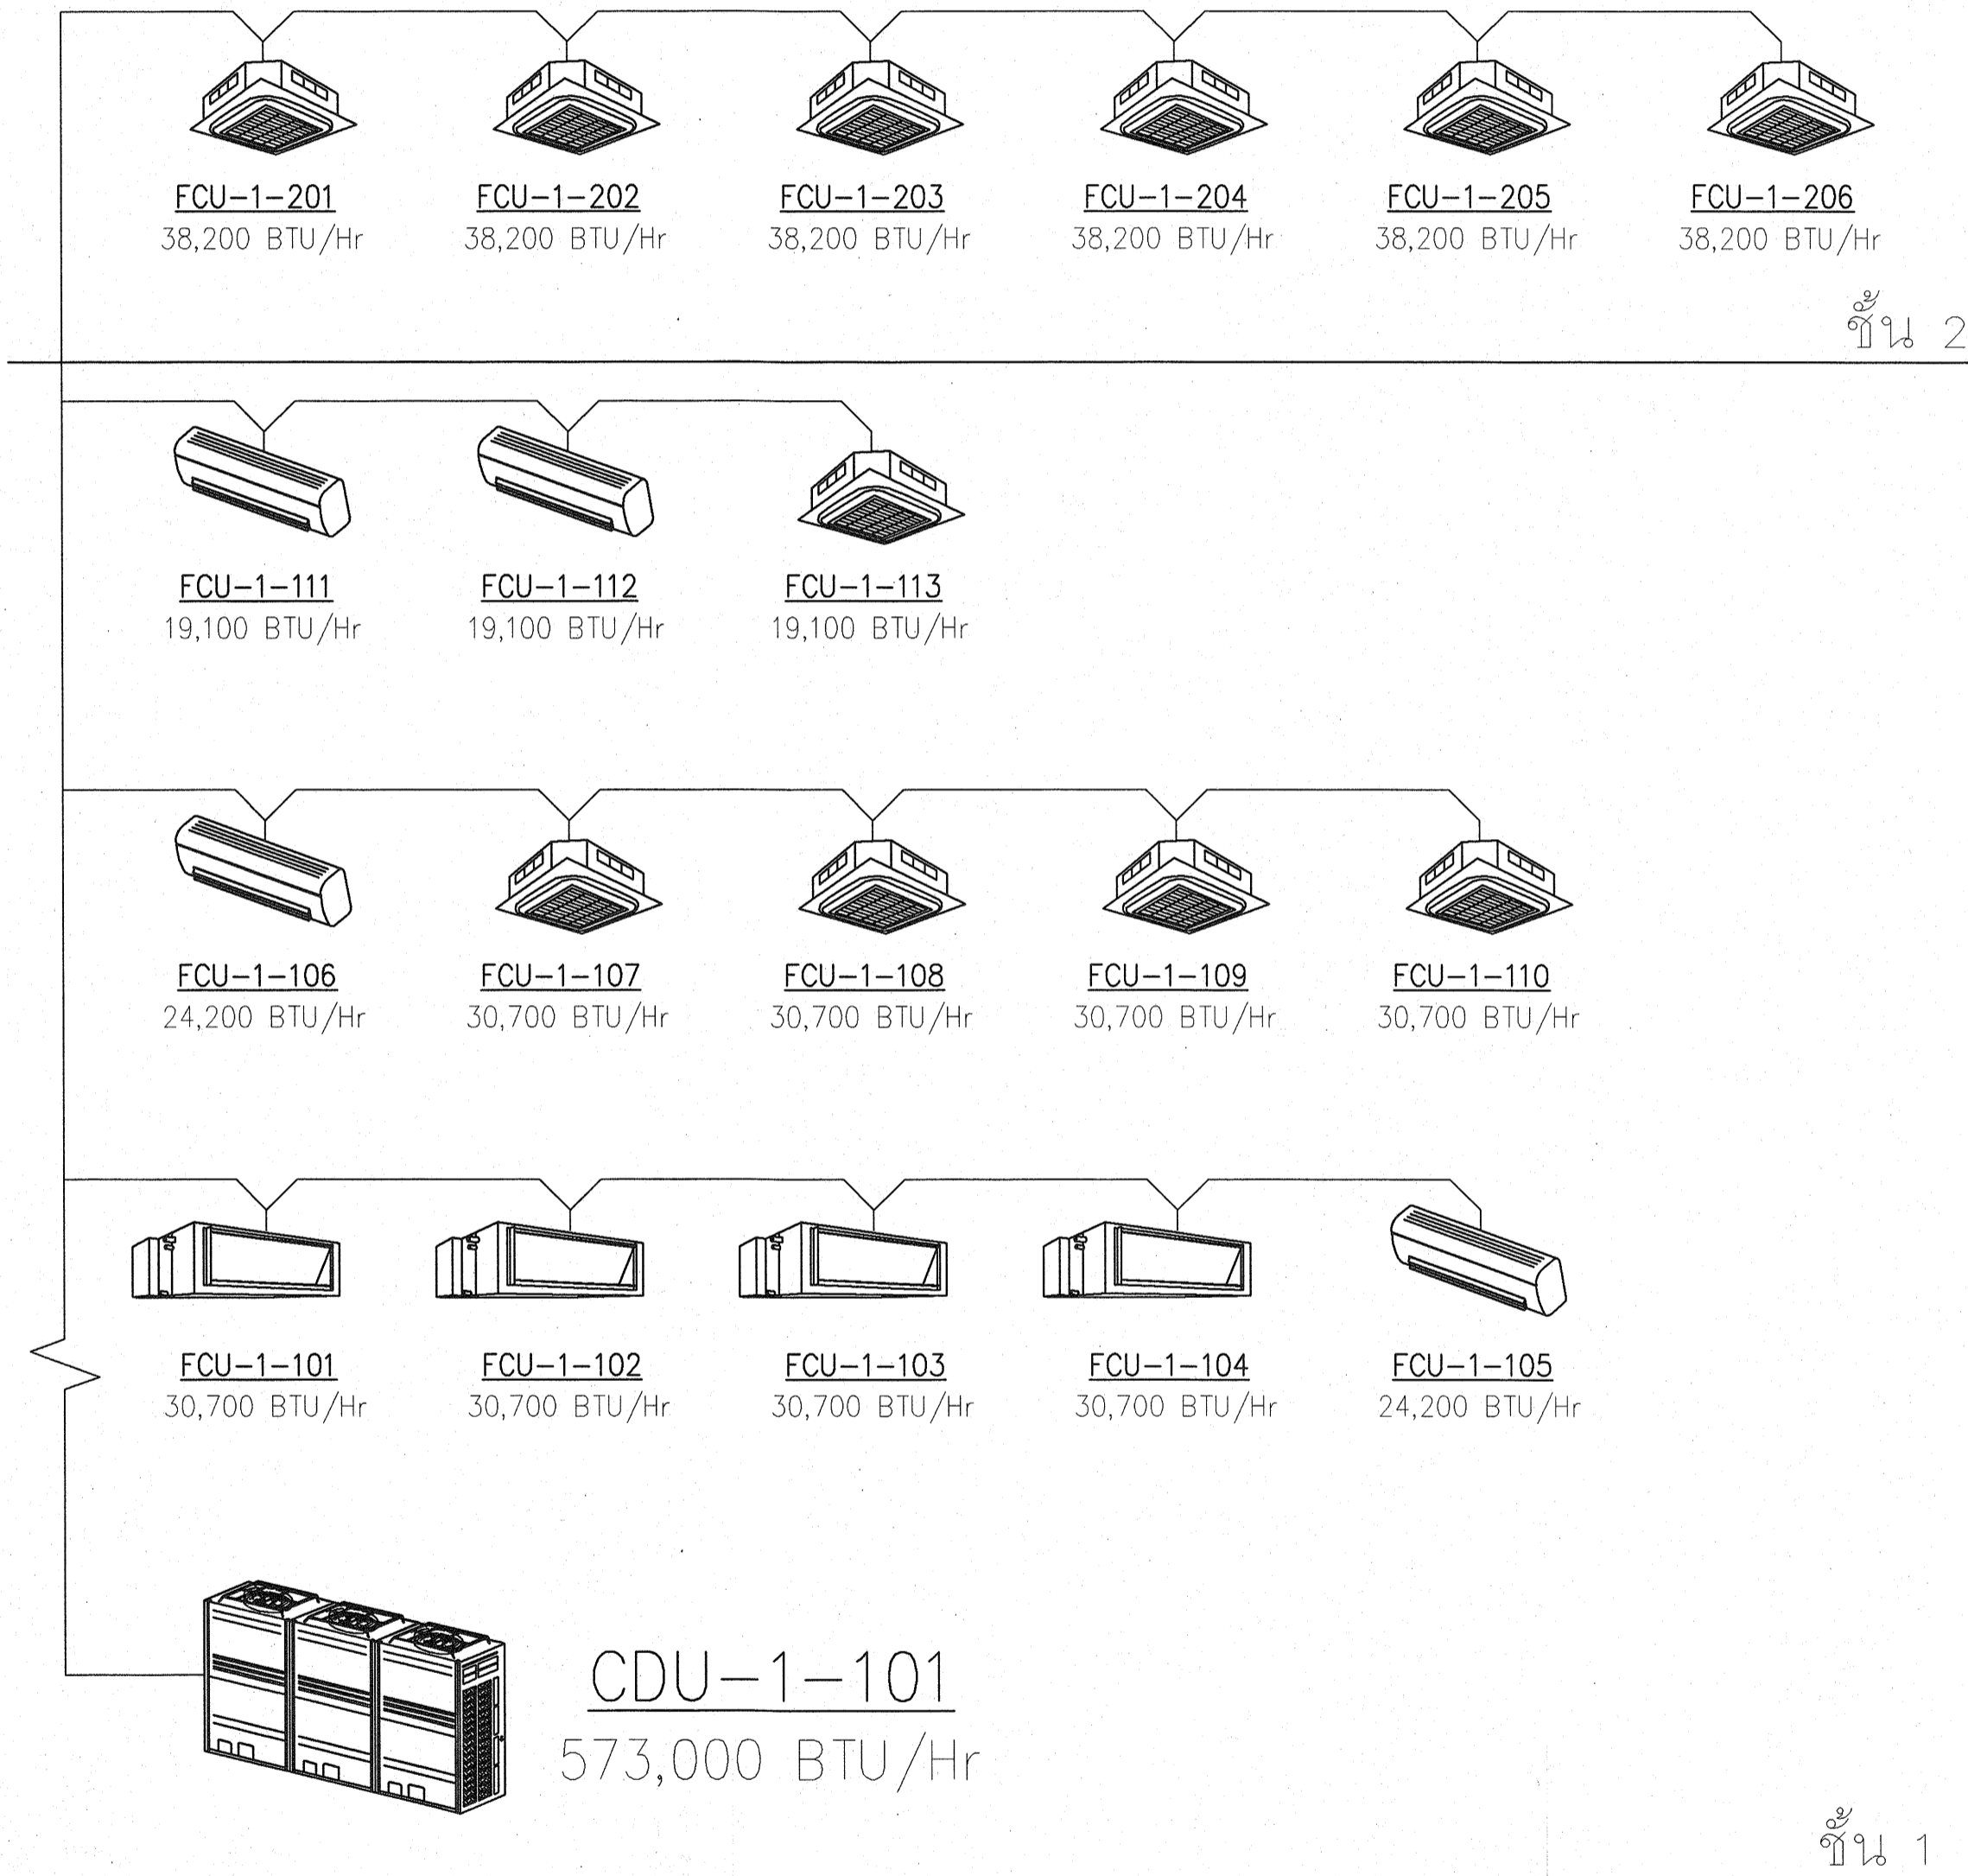 FCU-1-201 FCU-1-202 FCU-1-203 FCU-1-204 FCU-1-205 FCU-1-206
38,200 BTU/Hr 38,200 BTU/Hr 38,200 BTU/Hr 38,200 BTU/Hr 38,200 BTU/Hr 38,200 BTU/Hr
ชั้น 2
FCU-1-111 FCU-1-112 FCU-1-113
19,100 BTU/Hr 19,100 BTU/Hr 19,100 BTU/Hr
FCU-1-106 FCU-1-107 FCU-1-108 FCU-1-109 FCU-1-110
24,200 BTU/Hr 30,700 BTU/Hr 30,700 BTU/Hr 30,700 BTU/Hr 30,700 BTU/Hr
FCU-1-101 FCU-1-102 FCU-1-103 FCU-1-104 FCU-1-105
30,700 BTU/Hr 30,700 BTU/Hr 30,700 BTU/Hr 30,700 BTU/Hr 24,200 BTU/Hr
CDU-1-101
573,000 BTU/Hr
ชั้น 1